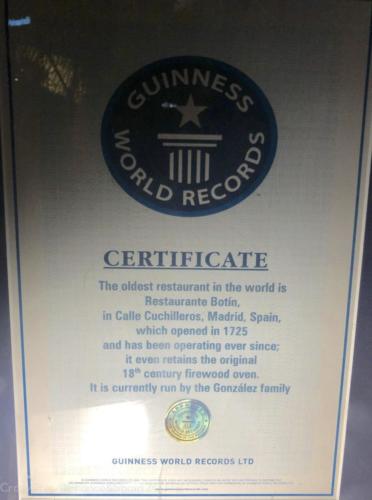 GUINNESS
WORLD RECORDS
CERTIFICATE
The oldest restaurant in the world is
Restaurante Botín,
in Calle Cuchilleros, Madrid, Spain,
which opened in 1725
and has been operating ever since;
it even retains the original
18th century firewood oven.
It is currently run by the González family
GUINNESS WORLD RECORDS LTD